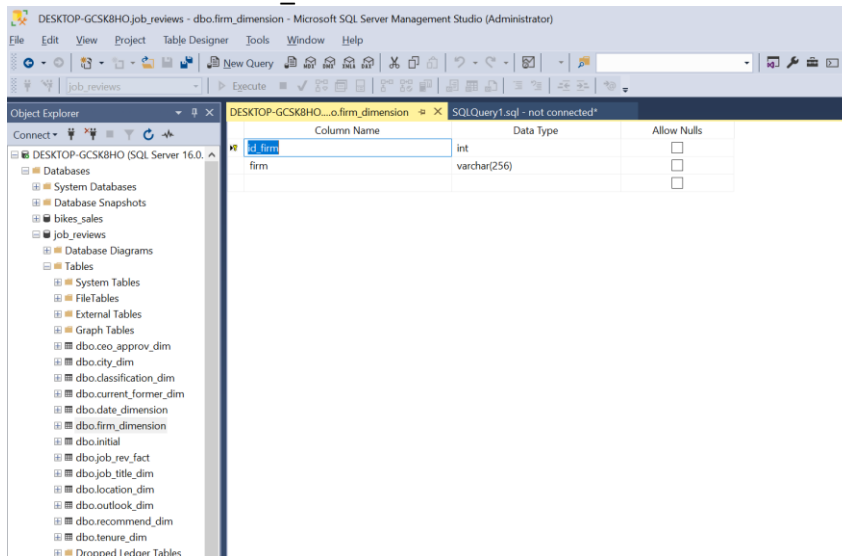 DESKTOP-GCSK8HO.job_reviews - dbo.firm_dimension - Microsoft SQL Server Management Studio (Administrator)
File Edit View Project Table Designer Tools Window Help
New Query MDX DMX XMLA DAX
job_reviews Execute
Object Explorer
Connect
DESKTOP-GCSK8HO (SQL Server 16.0.
Databases
System Databases
Database Snapshots
bikes_sales
job_reviews
Database Diagrams
Tables
System Tables
FileTables
External Tables
Graph Tables
dbo.ceo_approv_dim
dbo.city_dim
dbo.classification_dim
dbo.current_former_dim
dbo.date_dimension
dbo.firm_dimension
dbo.initial
dbo.job_rev_fact
dbo.job_title_dim
dbo.location_dim
dbo.outlook_dim
dbo.recommend_dim
dbo.tenure_dim
Dropped Ledger Tables
DESKTOP-GCSK8HO....o.firm_dimension SQLQuery1.sql - not connected*
Column Name Data Type Allow Nulls
id_firm int
firm varchar(256)